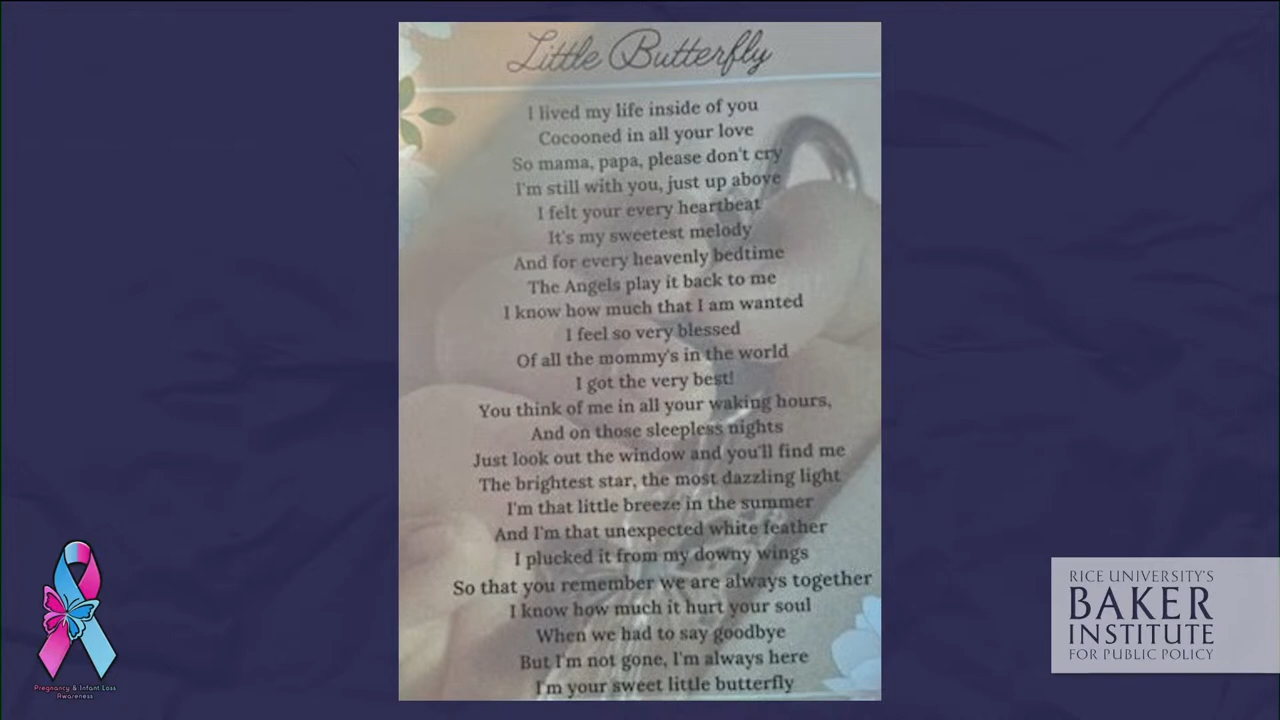 Little Butterfly
I lived my life inside of you
Cocooned in all your love
So mama, papa, please don't cry
I'm still with you, just up above
I felt your every heartbeat
It's my sweetest melody
And for every heavenly bedtime
The Angels play it back to me
I know how much that I am wanted
I feel so very blessed
Of all the mommy's in the world
I got the very best!
You think of me in all your waking hours,
And on those sleepless nights
Just look out the window and you'll find me
The brightest star, the most dazzling light
I'm that little breeze in the summer
And I'm that unexpected white feather
I plucked it from my downy wings
So that you remember we are always together
I know how much it hurt your soul
When we had to say goodbye
But I'm not gone, I'm always here
I'm your sweet little butterfly
Pregnancy & Infant Loss
Awareness
RICE UNIVERSITY'S
BAKER
INSTITUTE
FOR PUBLIC POLICY